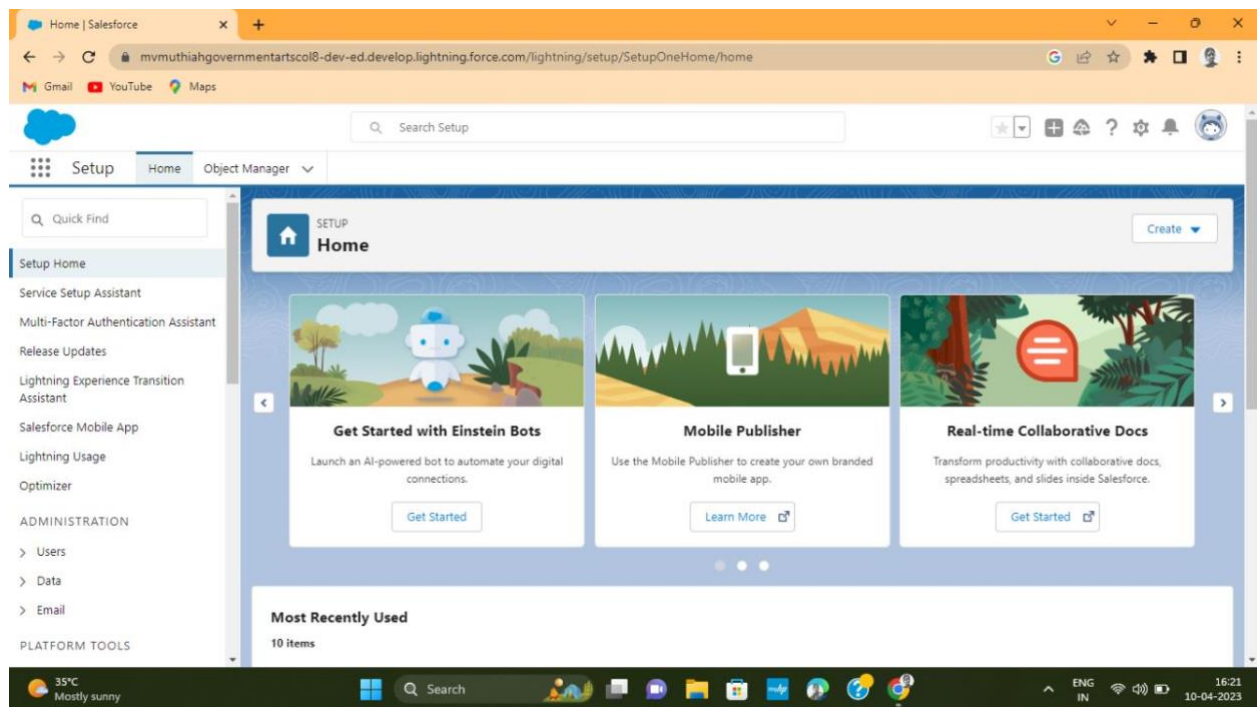 Home | Salesforce
mvmuthiahgovernmentartscol8-dev-ed.develop.lightning.force.com/lightning/setup/SetupOneHome/home
Gmail YouTube Maps
Search Setup
Setup Home Object Manager
Quick Find
Setup Home
Service Setup Assistant
Multi-Factor Authentication Assistant
Release Updates
Lightning Experience Transition
Assistant
Salesforce Mobile App
Lightning Usage
Optimizer
ADMINISTRATION
Users
Data
Email
PLATFORM TOOLS
SETUP
Home
Create
Get Started with Einstein Bots
Launch an AI-powered bot to automate your digital
connections.
Get Started
Mobile Publisher
Use the Mobile Publisher to create your own branded
mobile app.
Learn More
Real-time Collaborative Docs
Transform productivity with collaborative docs,
spreadsheets, and slides inside Salesforce.
Get Started
Most Recently Used
10 items
35°C
Mostly sunny
Search
ENG
IN
16:21
10-04-2023